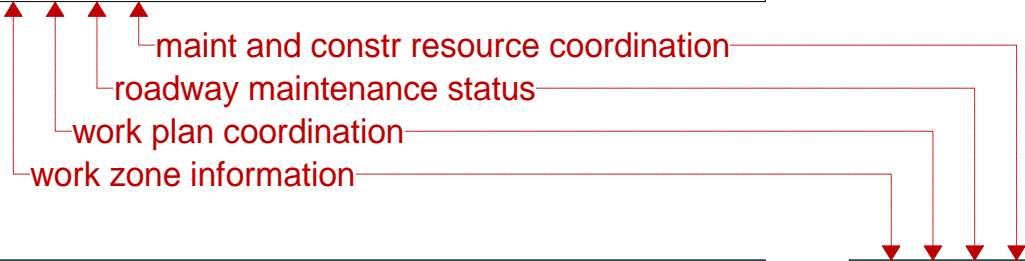 maint and constr resource coordination
roadway maintenance status
work plan coordination
work zone information